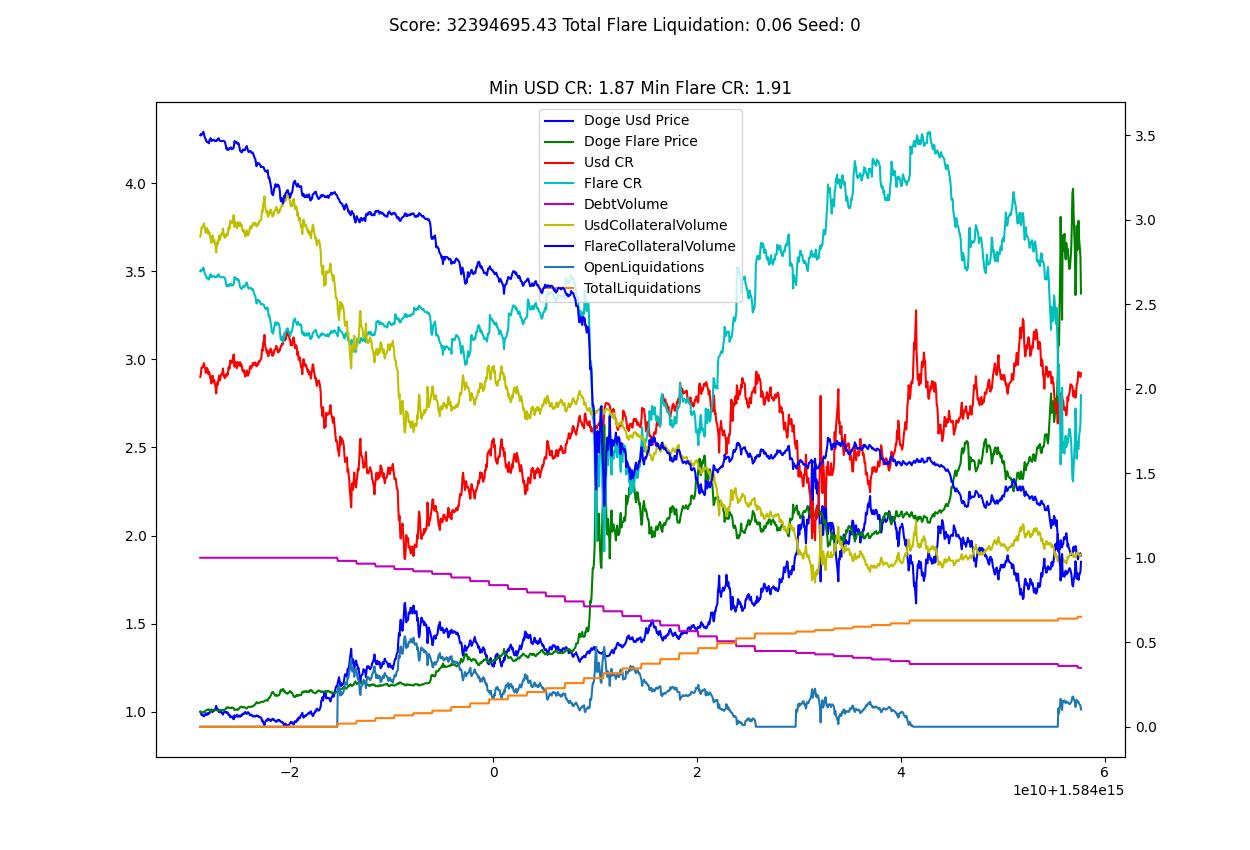 Score: 32394695.43 Total Flare Liquidation: 0.06 Seed: 0
Min USD CR: 1.87 Min Flare CR: 1.91
Doge Usd Price
Doge Flare Price
Usd CR
Flare CR
DebtVolume
UsdCollateralVolume
FlareCollateralVolume
OpenLiquidations
TotalLiquidations
4.0
3.5
3.0
2.5
2.0
1.5
1.0
3.5
3.0
2.5
2.0
1.5
1.0
0.5
0.0
−2 0 2 4 6
1e10+1.584e15